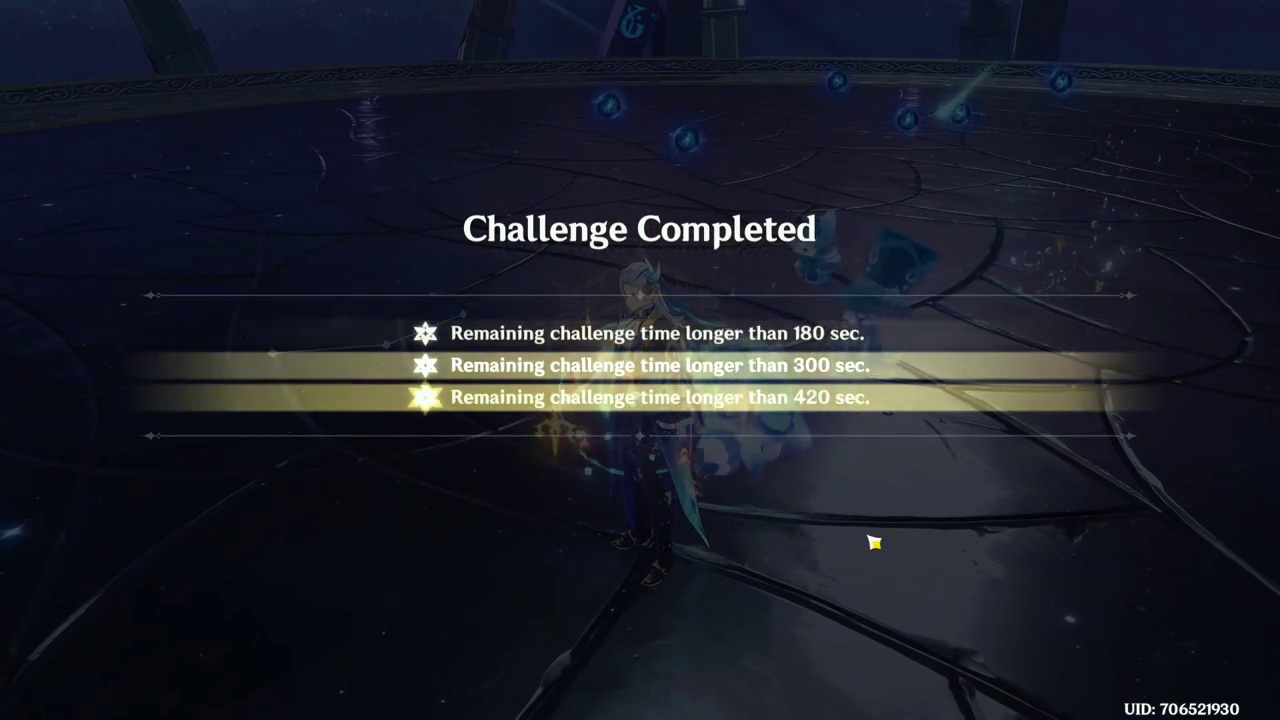 Challenge Completed
Remaining challenge time longer than 180 sec.
Remaining challenge time longer than 300 sec.
Remaining challenge time longer than 420 sec.
UID: 706521930